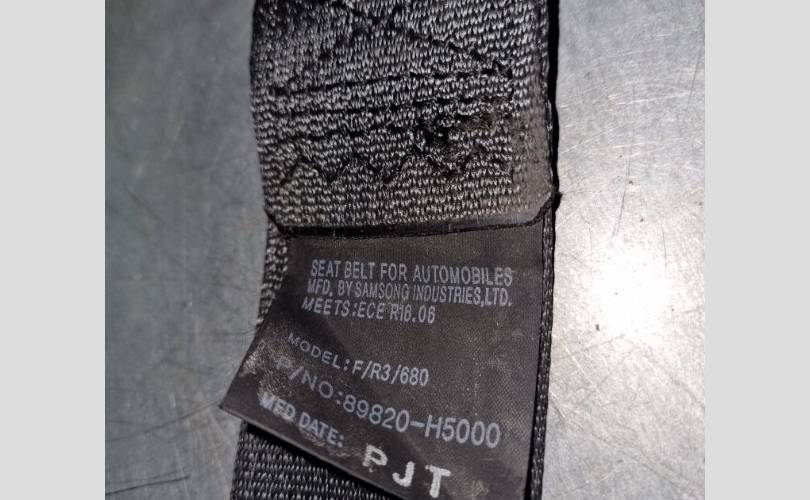 SEAT BELT FOR AUTOMOBILES
MFD. BY SAMSONG INDUSTRIES,LTD.
MEETS:ECE R16.06
MODEL:F/R3/680
P/NO:89820-H5000
MFD DATE: PJT